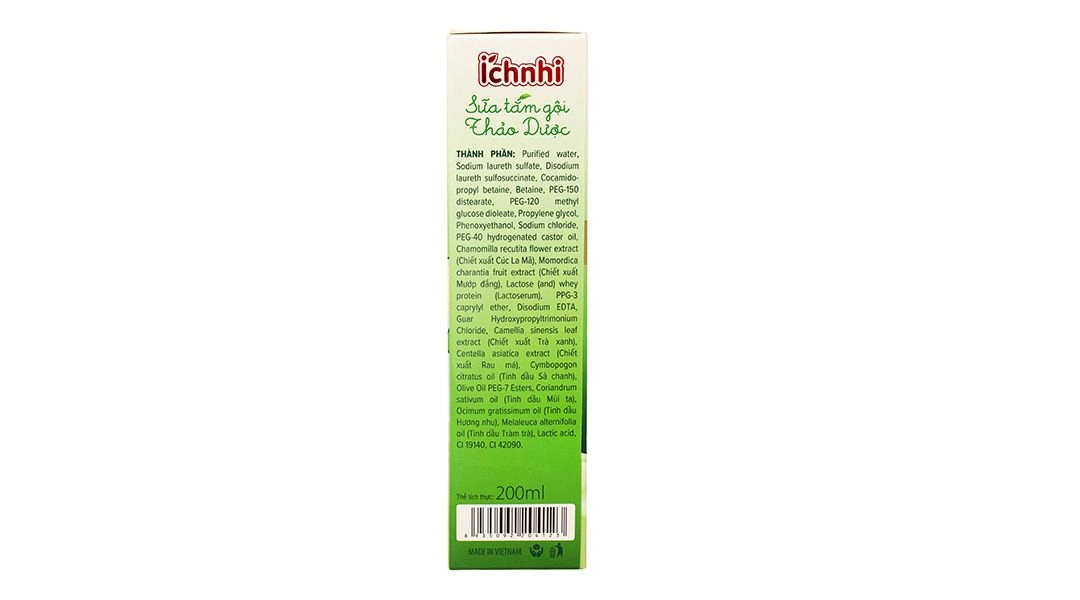 ichnhi
Sữa tắm gội
Thảo Dược
THÀNH PHẦN: Purified water,
Sodium laureth sulfate, Disodium
laureth sulfosuccinate, Cocamido-
propyl betaine, Betaine, PEG-150
distearate, PEG-120 methyl
glucose dioleate, Propylene glycol,
Phenoxyethanol, Sodium chloride,
PEG-40 hydrogenated castor oil,
Chamomilla recutita flower extract
(Chiết xuất Cúc La Mã), Momordica
charantia fruit extract (Chiết xuất
Mướp đắng), Lactose (and) whey
protein (Lactoserum), PPG-3
caprylyl ether, Disodium EDTA,
Guar Hydroxypropyltrimonium
Chloride, Camellia sinensis leaf
extract (Chiết xuất Trà xanh),
Centella asiatica extract (Chiết
xuất Rau má), Cymbopogon
citratus oil (Tinh dầu Sả chanh),
Olive Oil PEG-7 Esters, Coriandrum
sativum oil (Tinh dầu Mùi ta),
Ocimum gratissimum oil (Tinh dầu
Hương nhu), Melaleuca alternifolia
oil (Tinh dầu Tràm trà), Lactic acid,
CI 19140, CI 42090.
Thể tích thực: 200ml
8 935092 204123
MADE IN VIETNAM